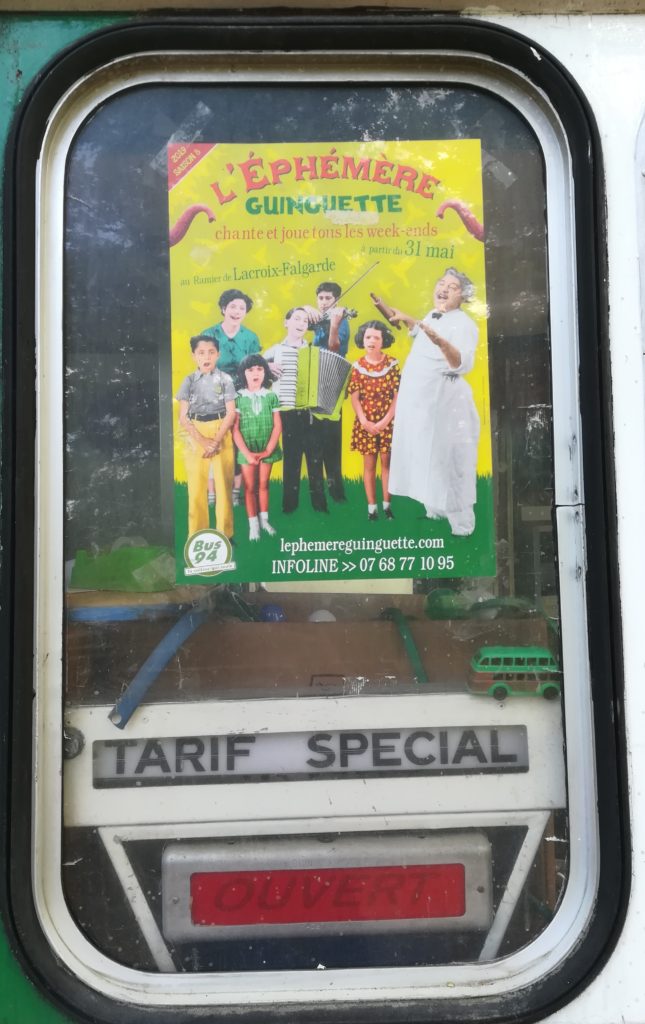 2019
SAISON 5
L'ÉPHÉMÈRE
GUINGUETTE
chante et joue tous les week-ends
à partir du 31 mai
au Ramier de Lacroix-Falgarde
Bus
94
lephemereguinguette.com
INFOLINE >> 07 68 77 10 95
TARIF SPECIAL
OUVERT